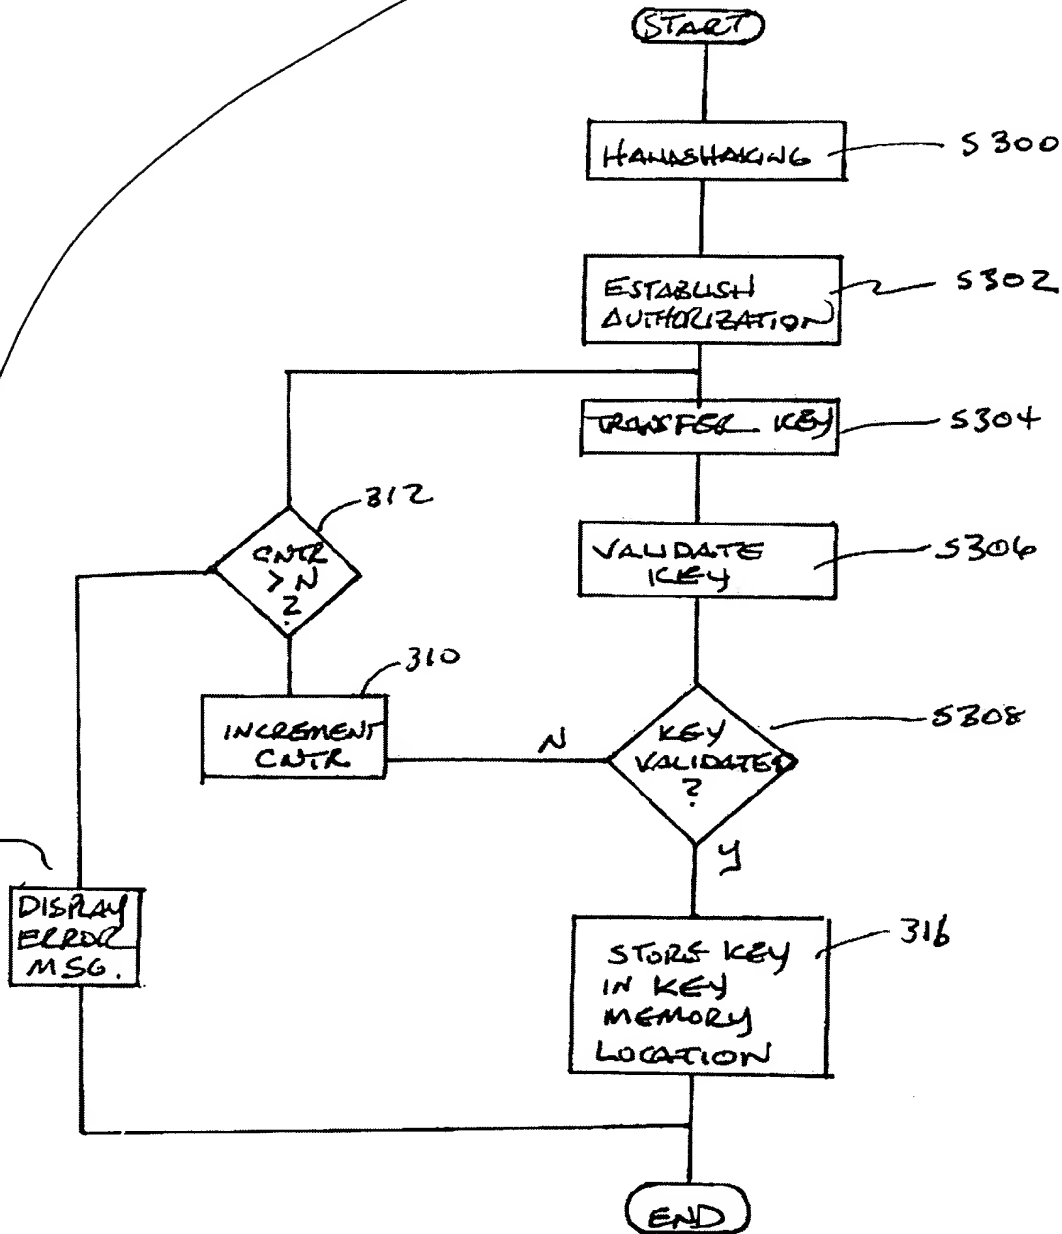 START
HANDSHAKING
S300
ESTABLISH
AUTHORIZATION
S302
TRANSFER KEY
S304
312
CNTR
> N
?
VALIDATE
KEY
S306
310
INCREMENT
CNTR.
N
KEY
VALIDATED
?
S308
Y
DISPLAY
ERROR
MSG.
STORE KEY
IN KEY
MEMORY
LOCATION
316
END